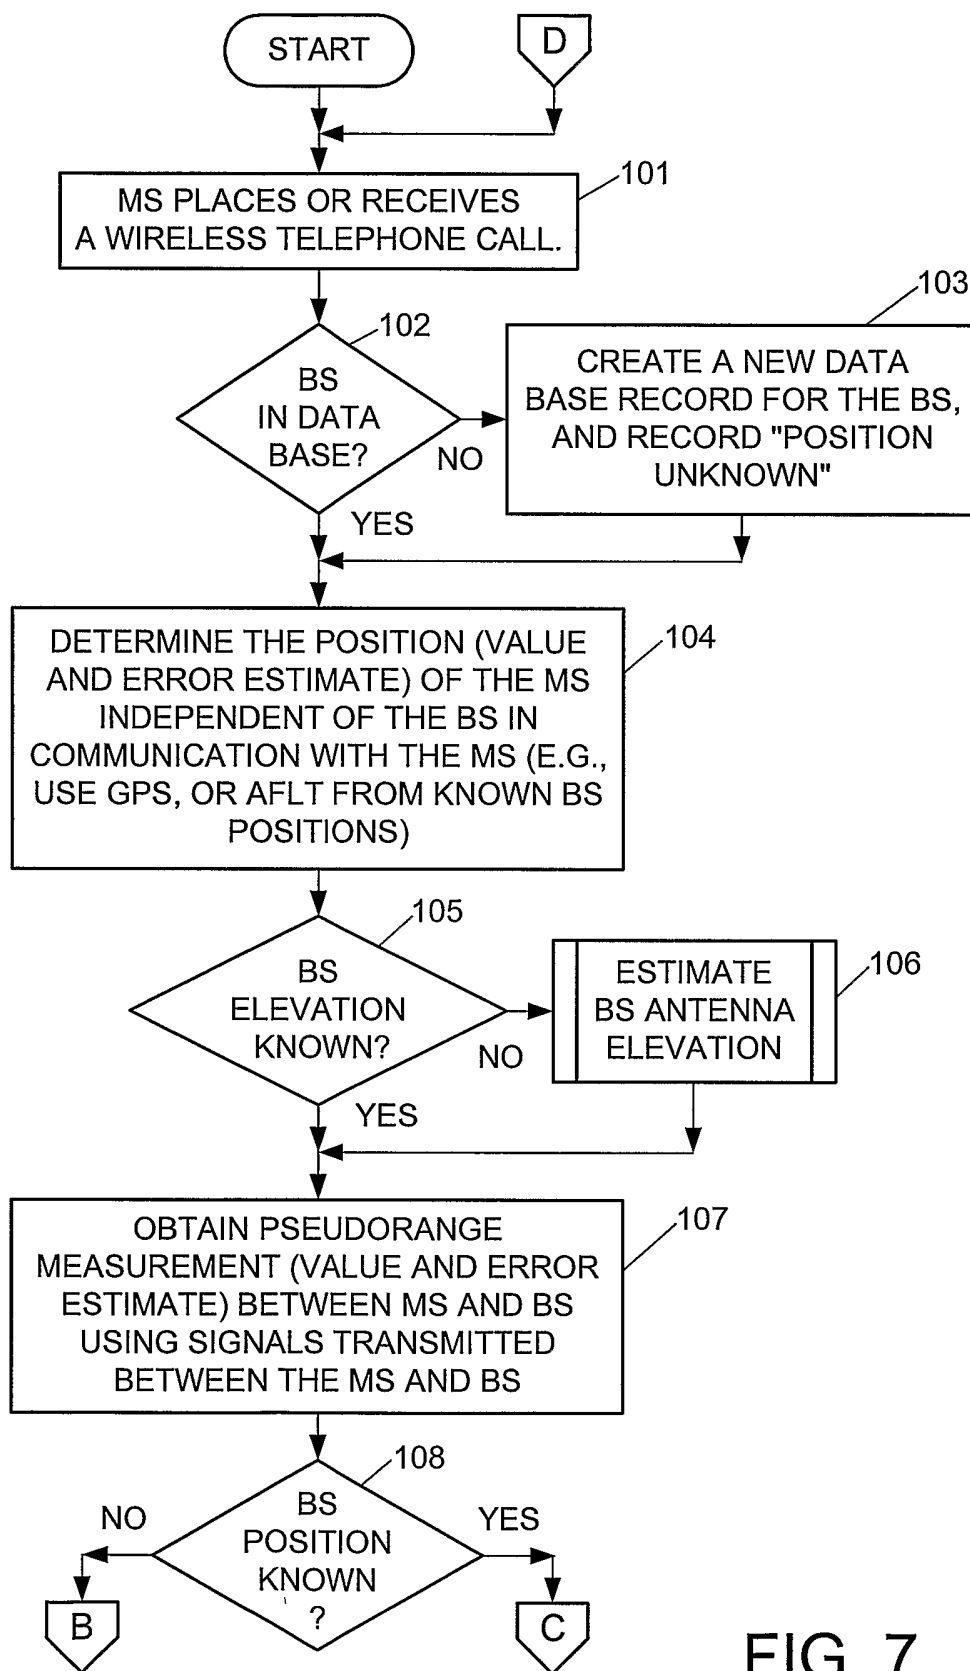 START
D
101
MS PLACES OR RECEIVES
A WIRELESS TELEPHONE CALL.
102
103
BS
IN DATA
BASE?
NO
YES
CREATE A NEW DATA
BASE RECORD FOR THE BS,
AND RECORD "POSITION
UNKNOWN"
104
DETERMINE THE POSITION (VALUE
AND ERROR ESTIMATE) OF THE MS
INDEPENDENT OF THE BS IN
COMMUNICATION WITH THE MS (E.G.,
USE GPS, OR AFLT FROM KNOWN BS
POSITIONS)
105
BS
ELEVATION
KNOWN?
NO
YES
106
ESTIMATE
BS ANTENNA
ELEVATION
107
OBTAIN PSEUDORANGE
MEASUREMENT (VALUE AND ERROR
ESTIMATE) BETWEEN MS AND BS
USING SIGNALS TRANSMITTED
BETWEEN THE MS AND BS
108
BS
POSITION
KNOWN
?
NO
YES
B
C
FIG. 7